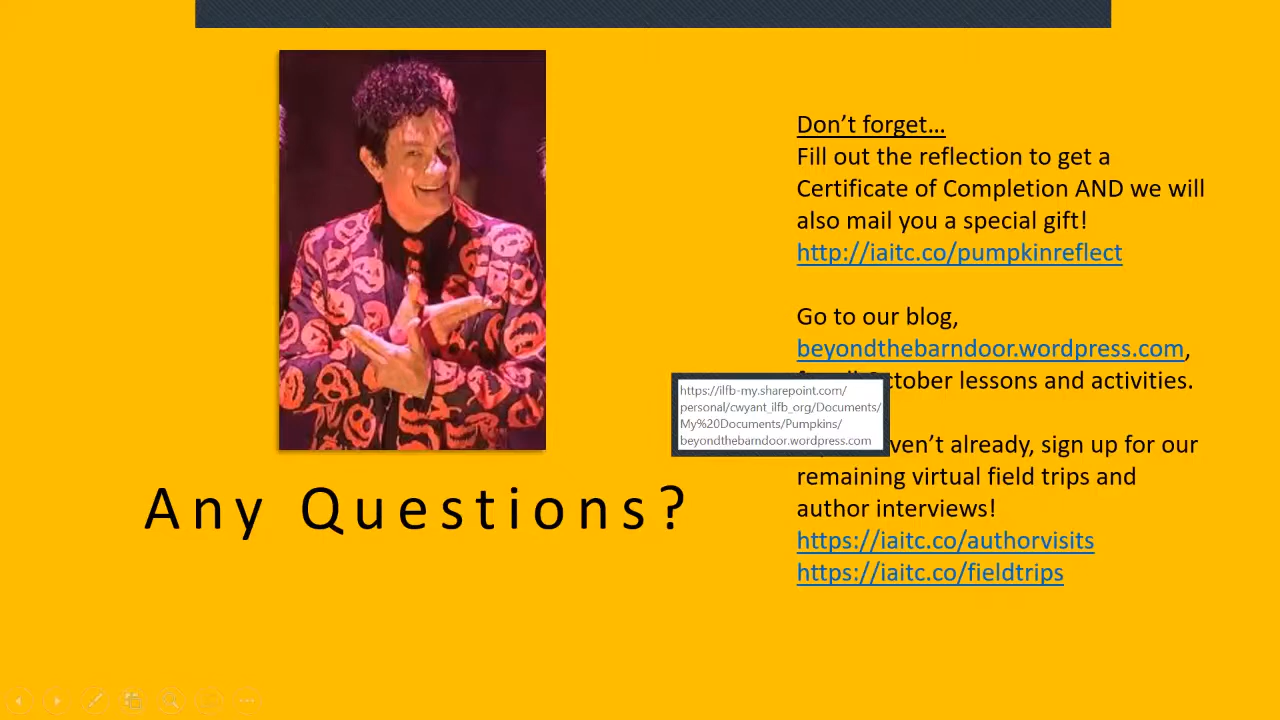 Don't forget…
Fill out the reflection to get a
Certificate of Completion AND we will
also mail you a special gift!
http://iaitc.co/pumpkinreflect
Go to our blog,
beyondthebarndoor.wordpress.com,
October lessons and activities.
https://ilfb-my.sharepoint.com/
personal/cwyant_ilfb_org/Documents/
My%20Documents/Pumpkins/
beyondthebarndoor.wordpress.com
already, sign up for our
remaining virtual field trips and
author interviews!
https://iaitc.co/authorvisits
https://iaitc.co/fieldtrips
Any Questions?